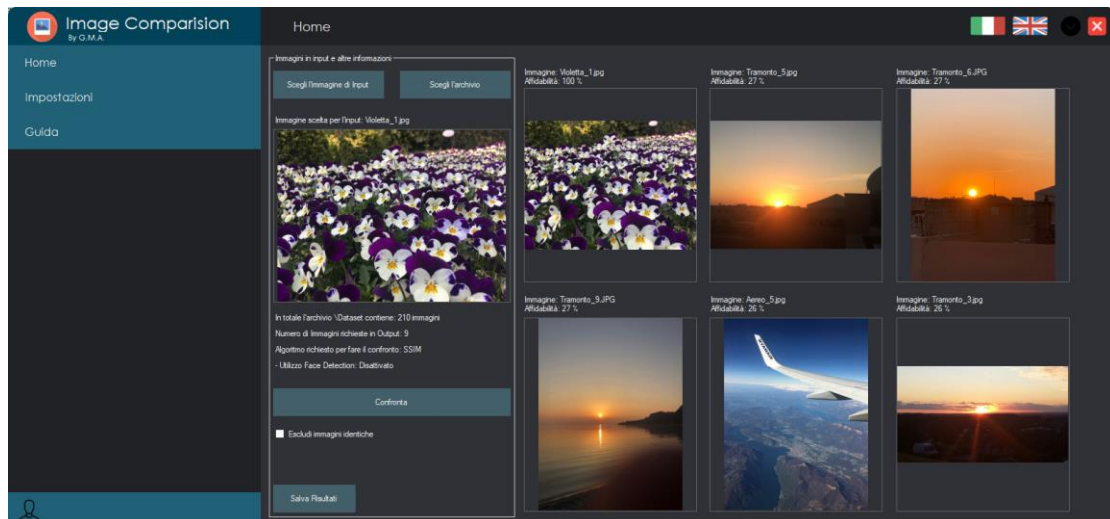 Image Comparision
By G.M.A.
Home
Home
Impostazioni
Guida
Immagini in input e altre informazioni
Scegli l'immagine di Input
Scegli l'archivio
Immagine scelta per l'input: Violetta_1.jpg
In totale l'archivio \Dataset contiene: 210 immagini
Numero di Immagini richieste in Output: 9
Algoritmo richiesto per fare il confronto: SSIM
- Utilizzo Face Detection: Disattivato
Confronta
Escludi immagini identiche
Salva Risultati
Immagine: Violetta_1.jpg
Affidabilità: 100 %
Immagine: Tramonto_5.jpg
Affidabilità: 27 %
Immagine: Tramonto_6.JPG
Affidabilità: 27 %
Immagine: Tramonto_9.JPG
Affidabilità: 27 %
Immagine: Aereo_5.jpg
Affidabilità: 26 %
Immagine: Tramonto_3.jpg
Affidabilità: 26 %